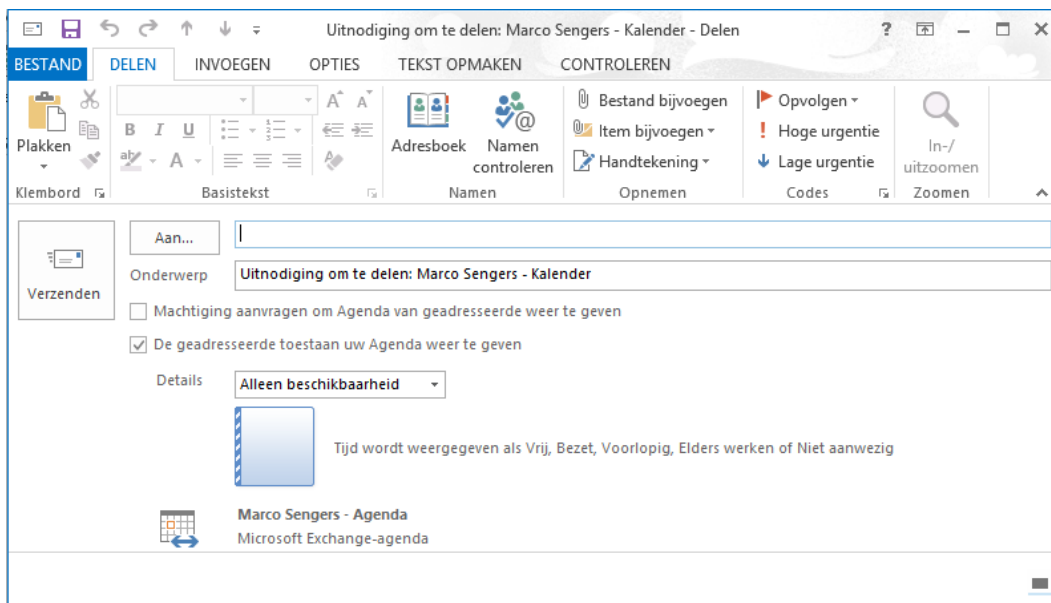 Uitnodiging om te delen: Marco Sengers - Kalender - Delen
?
BESTAND DELEN INVOEGEN OPTIES TEKST OPMAKEN CONTROLEREN
Plakken
Klembord
B I U
ab A
A A
Basistekst
Adresboek
Namen controleren
Namen
Bestand bijvoegen
Item bijvoegen
Handtekening
Opnemen
Opvolgen
! Hoge urgentie
Lage urgentie
Codes
In-/
uitzoomen
Zoomen
Verzenden
Aan...
Onderwerp Uitnodiging om te delen: Marco Sengers - Kalender
Machtiging aanvragen om Agenda van geadresseerde weer te geven
De geadresseerde toestaan uw Agenda weer te geven
Details Alleen beschikbaarheid
Tijd wordt weergegeven als Vrij, Bezet, Voorlopig, Elders werken of Niet aanwezig
Marco Sengers - Agenda
Microsoft Exchange-agenda